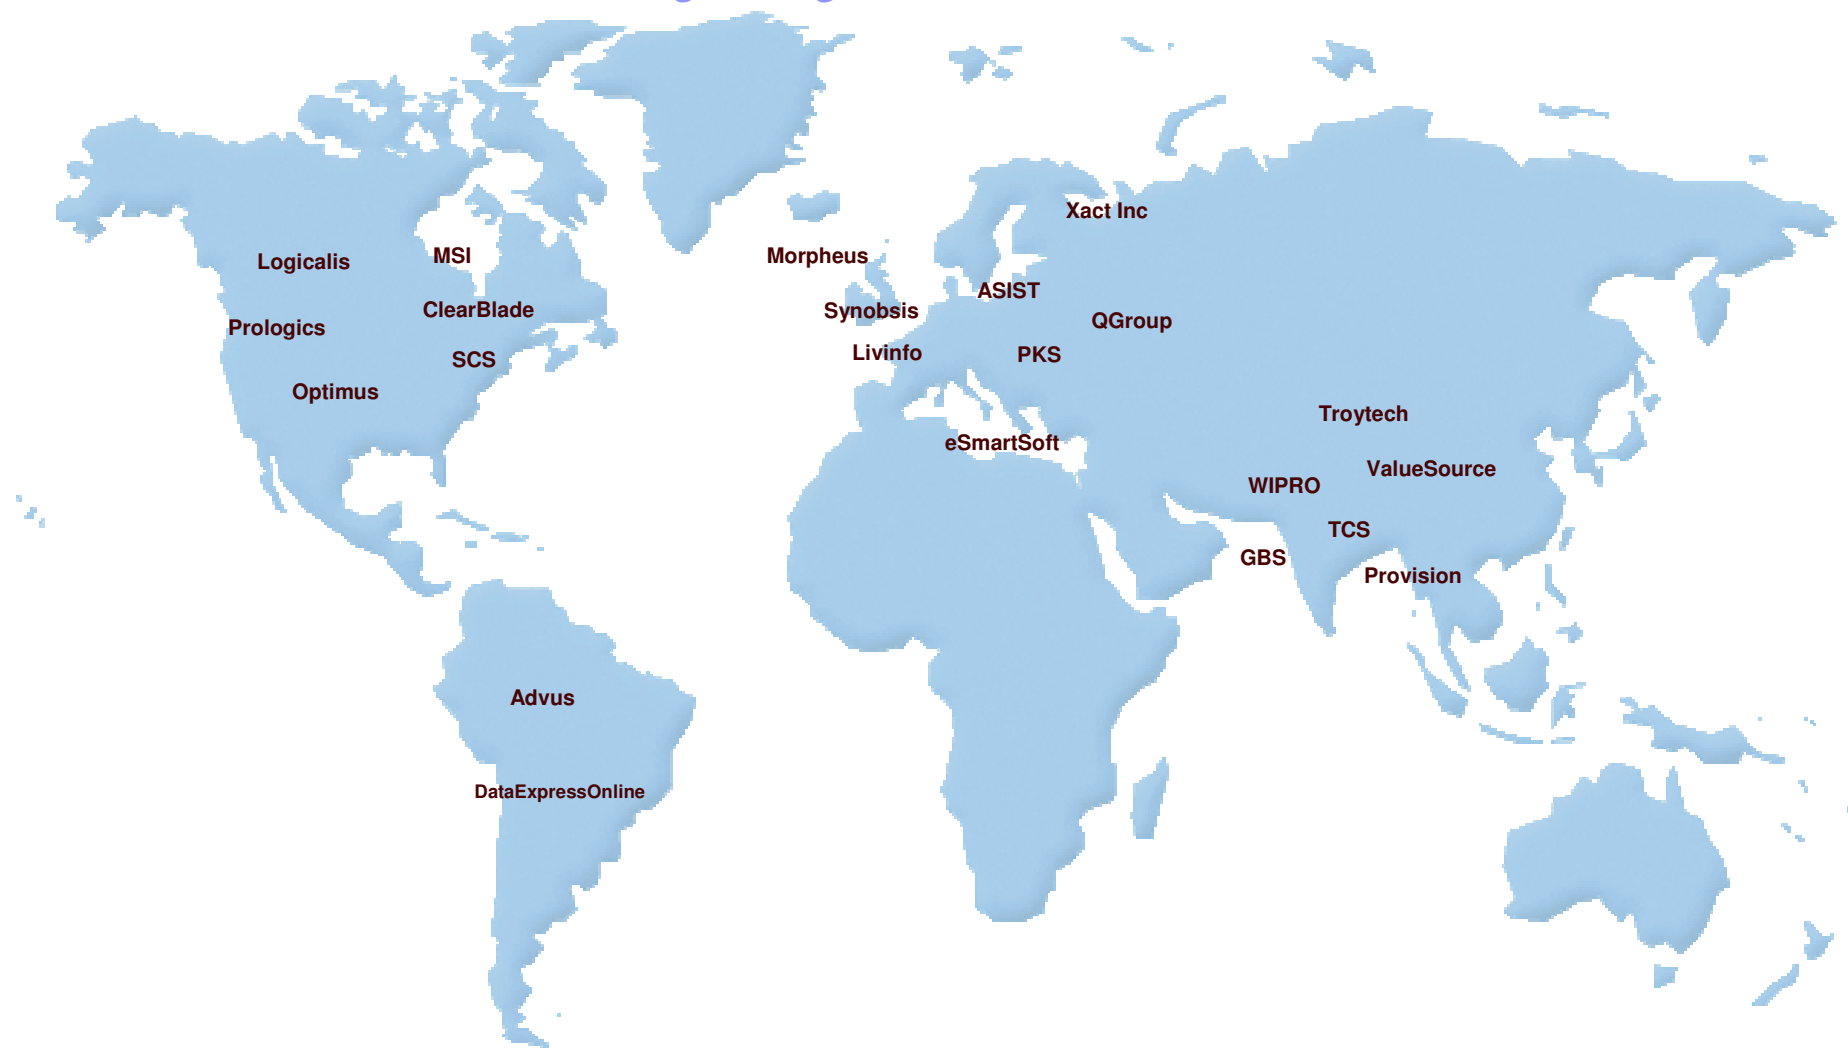 Xact Inc
Logicalis
MSI
Morpheus
ASIST
ClearBlade
Synobsis
QGroup
Prologics
Livinfo
PKS
SCS
Optimus
Troytech
eSmartSoft
ValueSource
WIPRO
TCS
GBS
Provision
Advus
DataExpressOnline